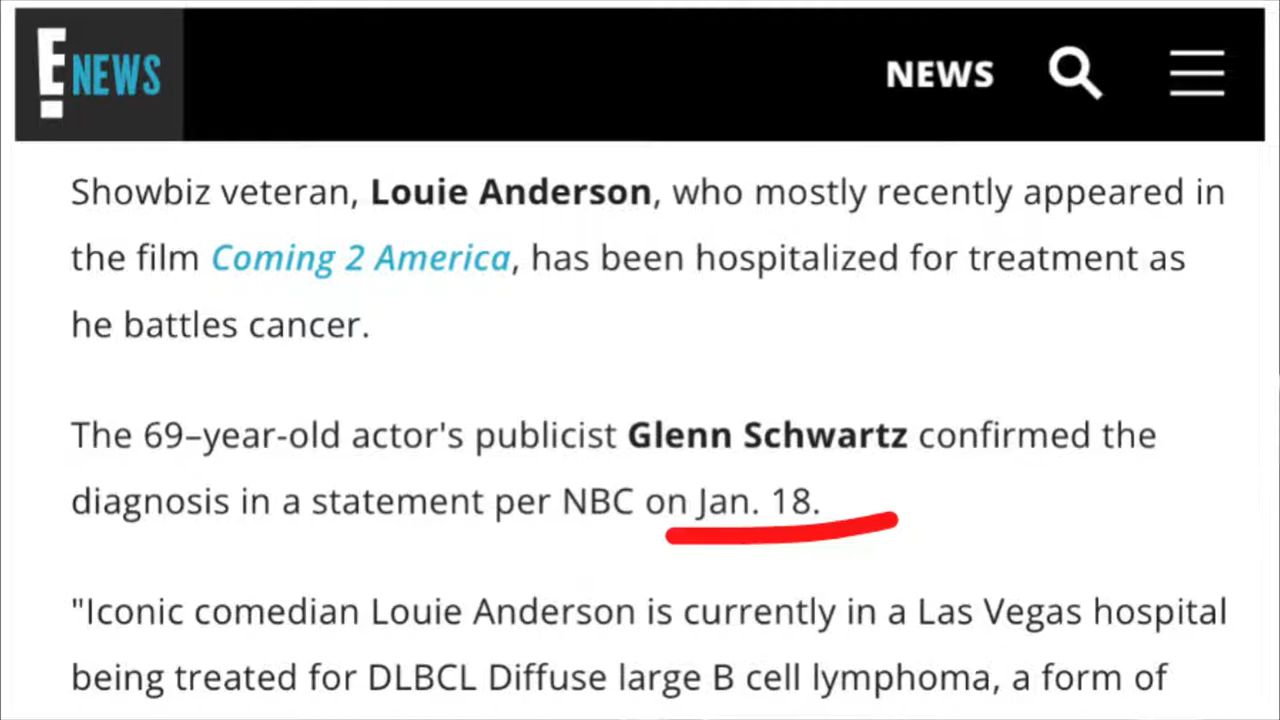 E NEWS
NEWS
Showbiz veteran, Louie Anderson, who mostly recently appeared in
the film Coming 2 America, has been hospitalized for treatment as
he battles cancer.
The 69–year-old actor's publicist Glenn Schwartz confirmed the
diagnosis in a statement per NBC on Jan. 18.
"Iconic comedian Louie Anderson is currently in a Las Vegas hospital
being treated for DLBCL Diffuse large B cell lymphoma, a form of